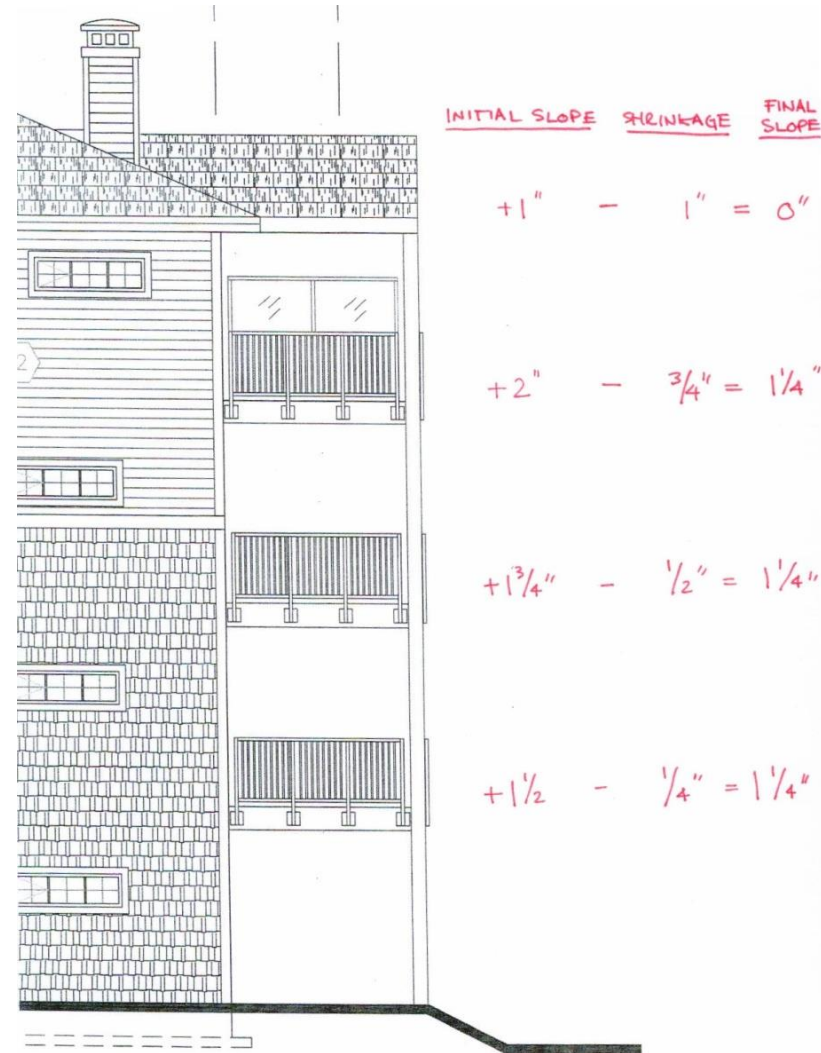 INITIAL SLOPE SHRINKAGE FINAL SLOPE
+1" - 1" = 0"
+2" - 3/4" = 1 1/4"
2
+1 3/4" - 1/2" = 1 1/4"
+1 1/2 - 1/4" = 1 1/4"